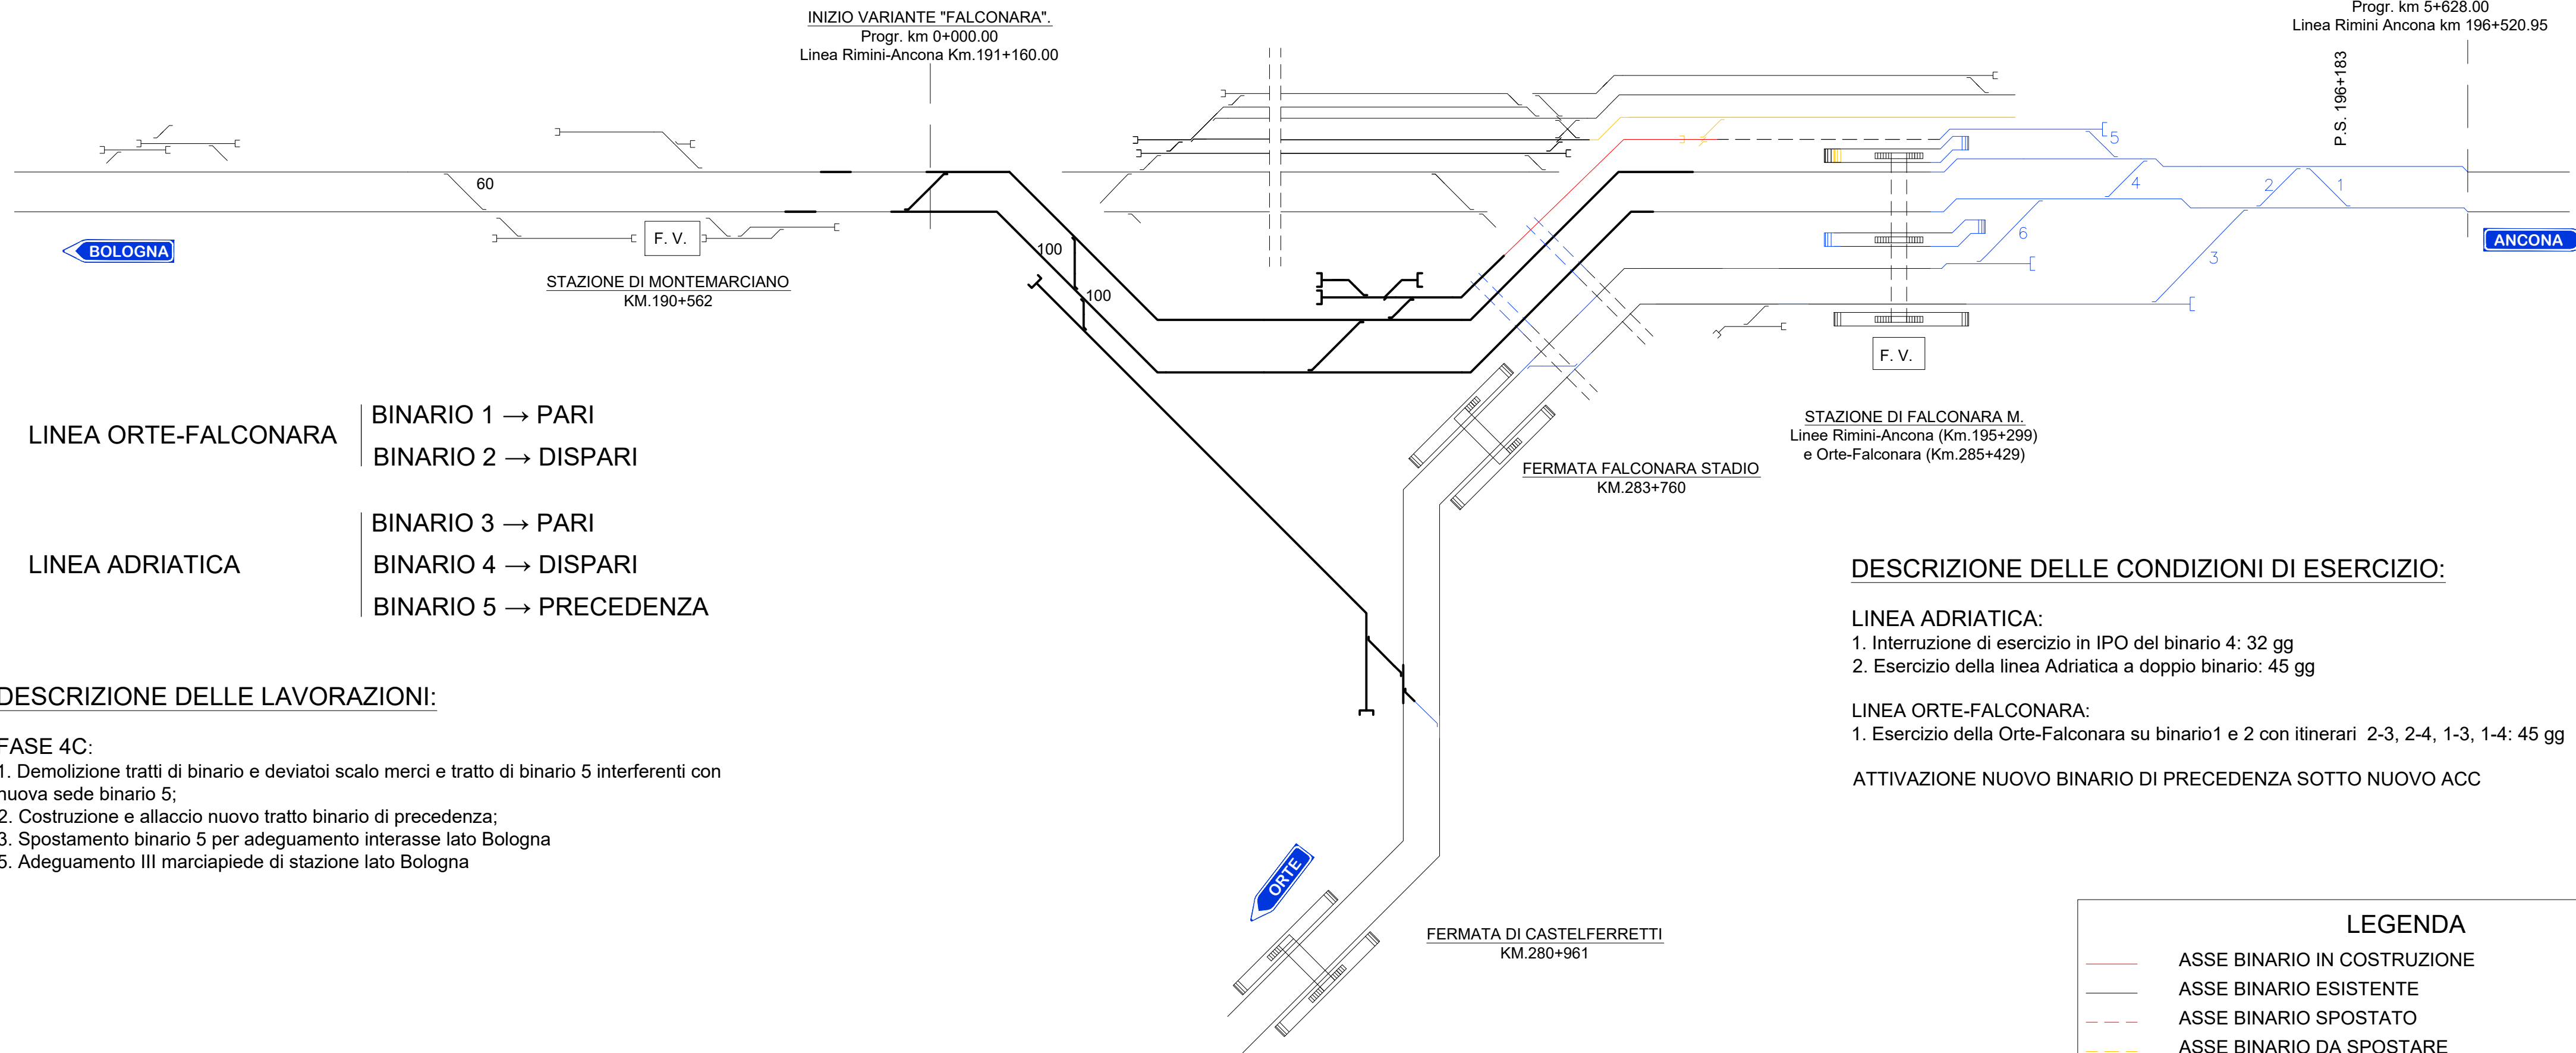 INIZIO VARIANTE "FALCONARA".
Progr. km 0+000.00
Linea Rimini-Ancona Km.191+160.00
Progr. km 5+628.00
Linea Rimini Ancona km 196+520.95
P.S. 196+183
60
F. V.
BOLOGNA
STAZIONE DI MONTEMARCIANO
KM.190+562
100
100
5
4
2
1
6
3
ANCONA
F. V.
STAZIONE DI FALCONARA M.
Linee Rimini-Ancona (Km.195+299)
e Orte-Falconara (Km.285+429)
FERMATA FALCONARA STADIO
KM.283+760
LINEA ORTE-FALCONARA
BINARIO 1 → PARI
BINARIO 2 → DISPARI
LINEA ADRIATICA
BINARIO 3 → PARI
BINARIO 4 → DISPARI
BINARIO 5 → PRECEDENZA
DESCRIZIONE DELLE LAVORAZIONI:
FASE 4C:
1. Demolizione tratti di binario e deviatoi scalo merci e tratto di binario 5 interferenti con
nuova sede binario 5;
2. Costruzione e allaccio nuovo tratto binario di precedenza;
3. Spostamento binario 5 per adeguamento interasse lato Bologna
5. Adeguamento III marciapiede di stazione lato Bologna
ORTE
FERMATA DI CASTELFERRETTI
KM.280+961
DESCRIZIONE DELLE CONDIZIONI DI ESERCIZIO:
LINEA ADRIATICA:
1. Interruzione di esercizio in IPO del binario 4: 32 gg
2. Esercizio della linea Adriatica a doppio binario: 45 gg
LINEA ORTE-FALCONARA:
1. Esercizio della Orte-Falconara su binario1 e 2 con itinerari 2-3, 2-4, 1-3, 1-4: 45 gg
ATTIVAZIONE NUOVO BINARIO DI PRECEDENZA SOTTO NUOVO ACC
LEGENDA
ASSE BINARIO IN COSTRUZIONE
ASSE BINARIO ESISTENTE
ASSE BINARIO SPOSTATO
ASSE BINARIO DA SPOSTARE